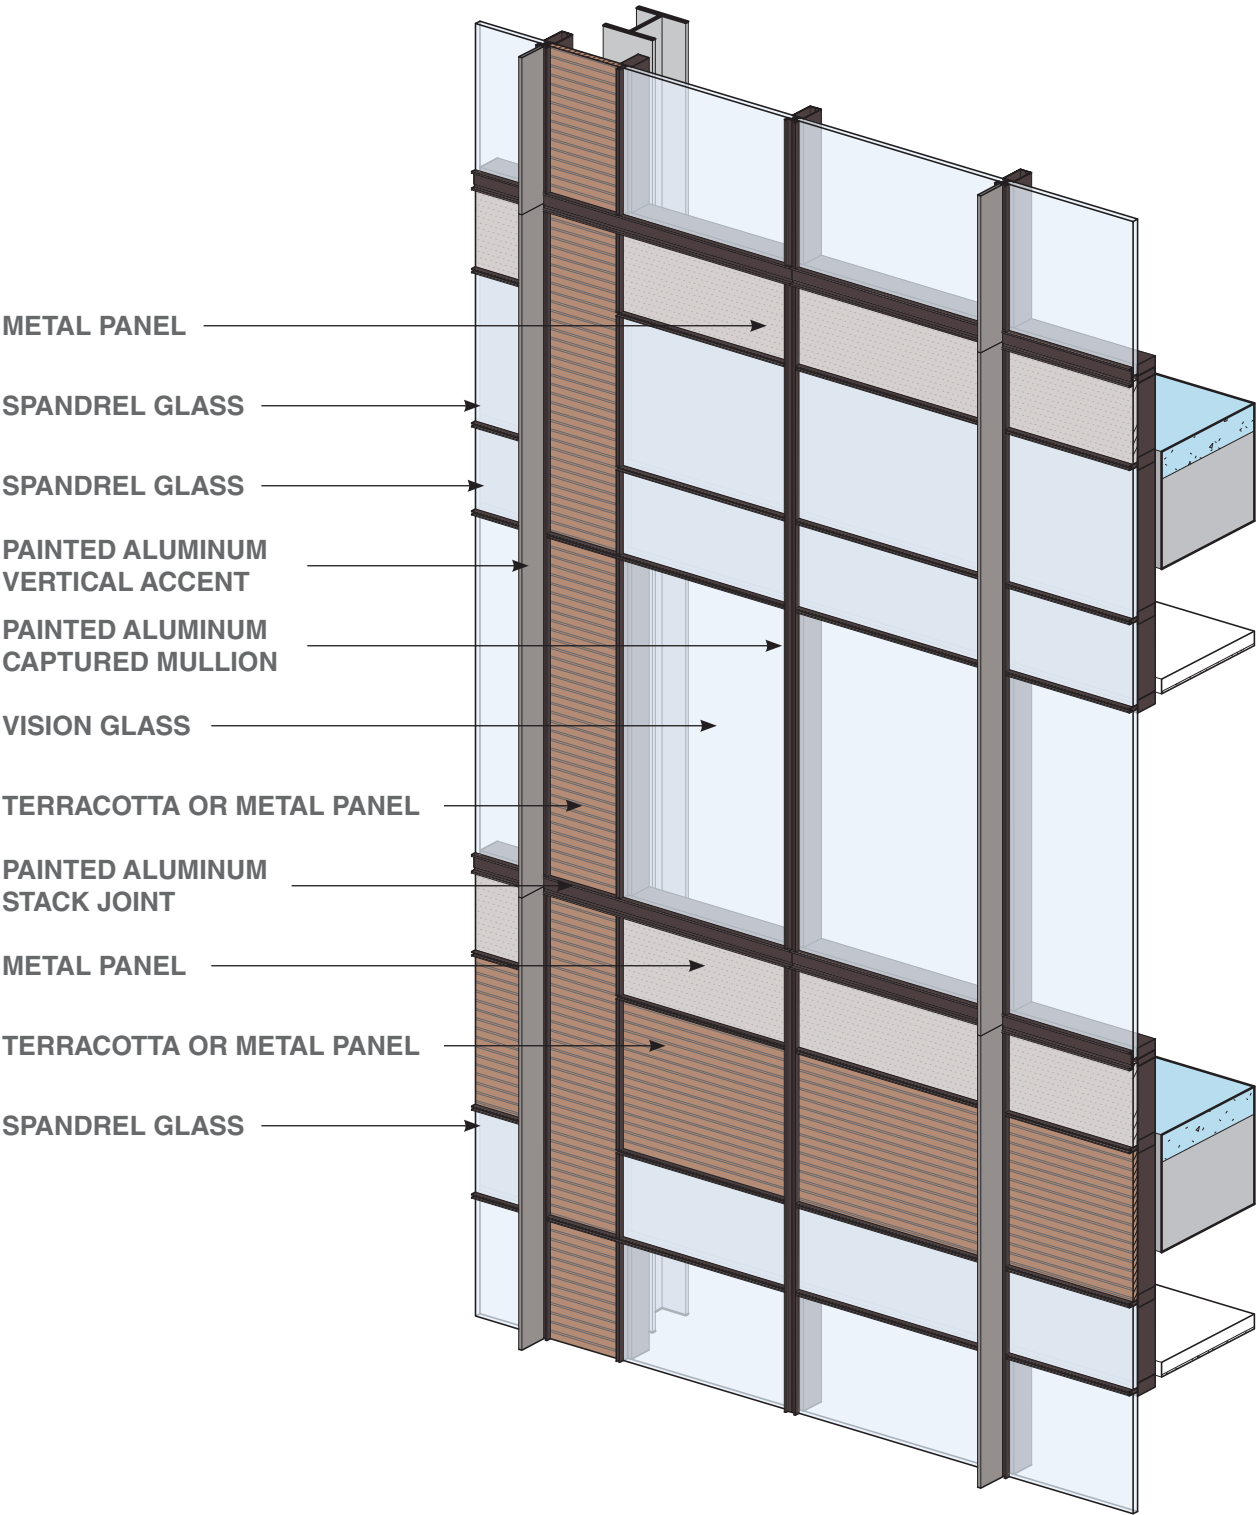 METAL PANEL
SPANDREL GLASS
SPANDREL GLASS
PAINTED ALUMINUM
VERTICAL ACCENT
PAINTED ALUMINUM
CAPTURED MULLION
VISION GLASS
TERRACOTTA OR METAL PANEL
PAINTED ALUMINUM
STACK JOINT
METAL PANEL
TERRACOTTA OR METAL PANEL
SPANDREL GLASS